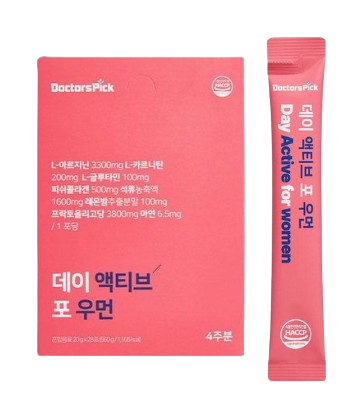 DoctorsPick
HACCP
L-아르지닌 3300mg L-카르니틴
200mg L-글루타민 100mg
피쉬콜라겐 500mg 석류농축액
1600mg 레몬밤추출분말 100mg
프락토올리고당 3800mg 아연 6.5mg
/ 1 포당
데이 액티브
포 우먼
4주분
DoctorsPick
데이 액티브 포 우먼
Day Active for women
HACCP